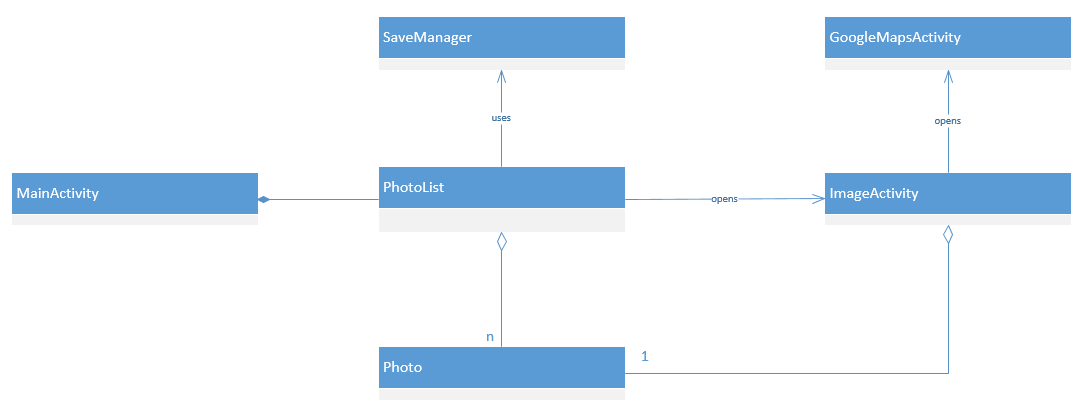 SaveManager
GoogleMapsActivity
uses
opens
MainActivity
PhotoList
opens
ImageActivity
n
1
Photo